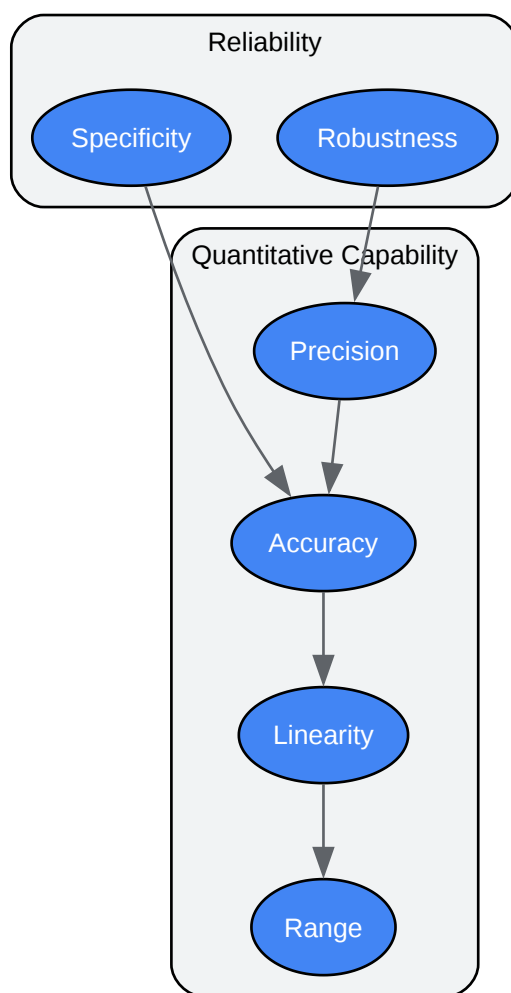 Reliability
Specificity
Robustness
Quantitative Capability
Precision
Accuracy
Linearity
Range